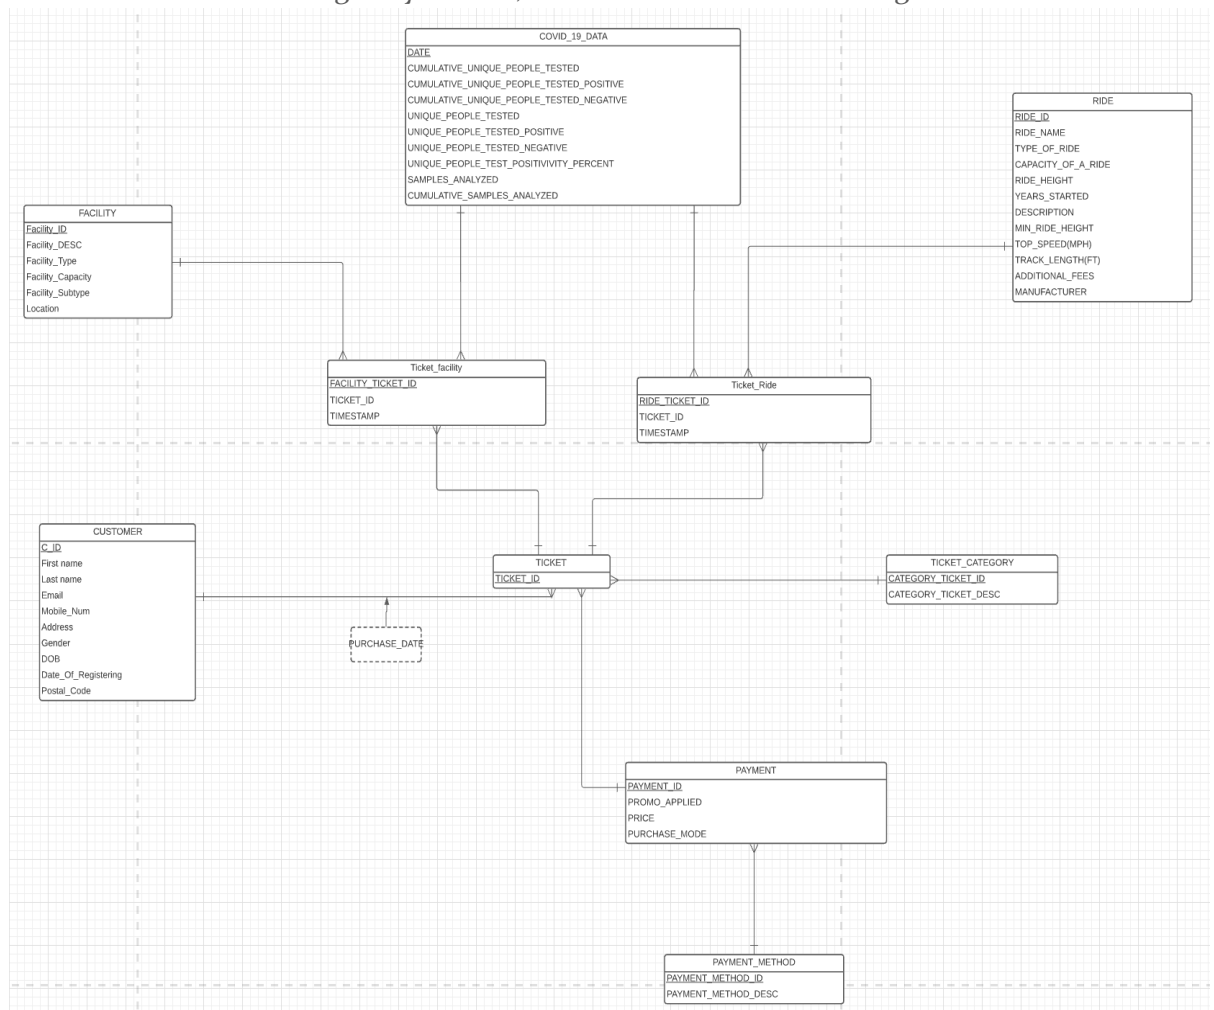 COVID_19_DATA
DATE
CUMULATIVE_UNIQUE_PEOPLE_TESTED
CUMULATIVE_UNIQUE_PEOPLE_TESTED_POSITIVE
CUMULATIVE_UNIQUE_PEOPLE_TESTED_NEGATIVE
UNIQUE_PEOPLE_TESTED
UNIQUE_PEOPLE_TESTED_POSITIVE
UNIQUE_PEOPLE_TESTED_NEGATIVE
UNIQUE_PEOPLE_TEST_POSITIVIVITY_PERCENT
SAMPLES_ANALYZED
CUMULATIVE_SAMPLES_ANALYZED
RIDE
RIDE_ID
RIDE_NAME
TYPE_OF_RIDE
CAPACITY_OF_A_RIDE
RIDE_HEIGHT
YEARS_STARTED
DESCRIPTION
MIN_RIDE_HEIGHT
TOP_SPEED(MPH)
TRACK_LENGTH(FT)
ADDITIONAL_FEES
MANUFACTURER
FACILITY
Facility_ID
Facility_DESC
Facility_Type
Facility_Capacity
Facility_Subtype
Location
Ticket_facility
FACILITY_TICKET_ID
TICKET_ID
TIMESTAMP
Ticket_Ride
RIDE_TICKET_ID
TICKET_ID
TIMESTAMP
CUSTOMER
C_ID
First name
Last name
Email
Mobile_Num
Address
Gender
DOB
Date_Of_Registering
Postal_Code
PURCHASE_DATE
TICKET
TICKET_ID
TICKET_CATEGORY
CATEGORY_TICKET_ID
CATEGORY_TICKET_DESC
PAYMENT
PAYMENT_ID
PROMO_APPLIED
PRICE
PURCHASE_MODE
PAYMENT_METHOD
PAYMENT_METHOD_ID
PAYMENT_METHOD_DESC